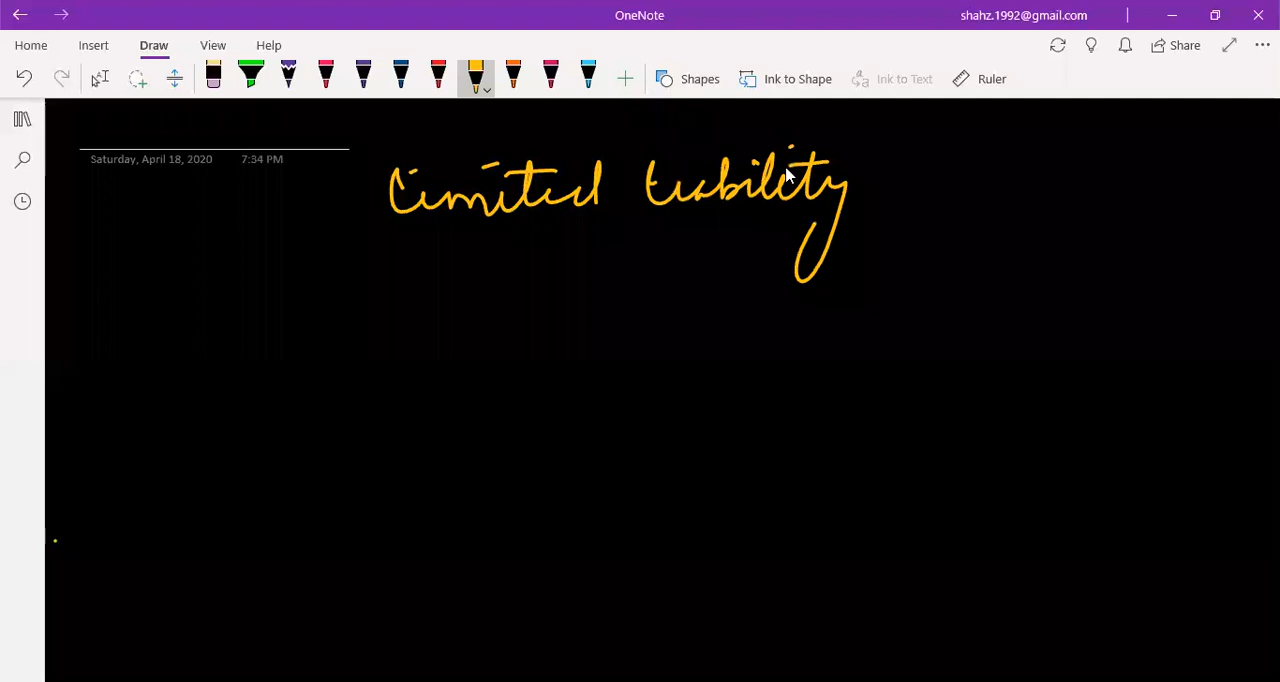 OneNote
shahz.1992@gmail.com
Home Insert Draw View Help
Share
Shapes Ink to Shape Ink to Text Ruler
Saturday, April 18, 2020 7:34 PM
Limited Liability